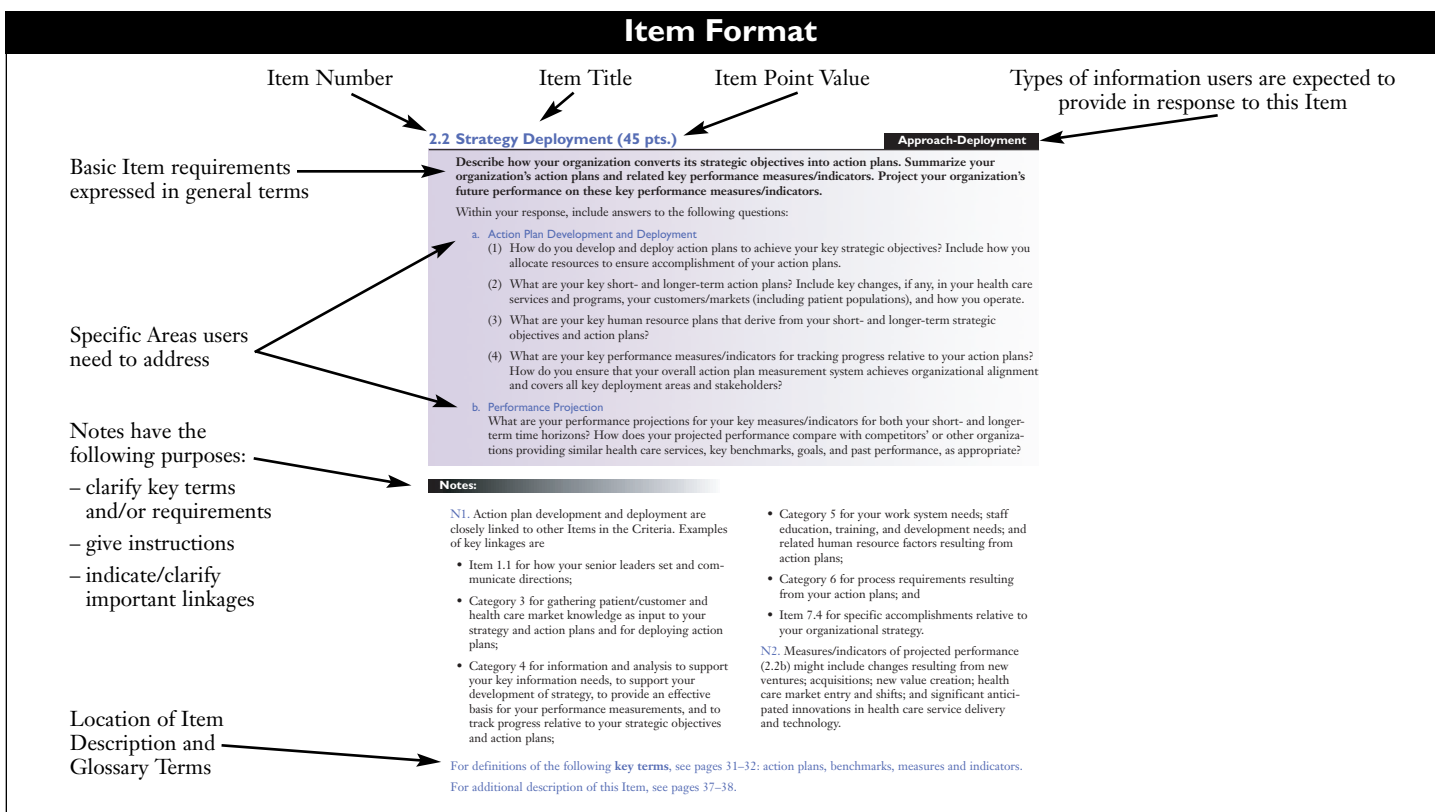 Item Format
Item Number
Item Title
Item Point Value
Types of information users are expected to
provide in response to this Item
2.2 Strategy Deployment (45 pts.)
Approach-Deployment
Basic Item requirements
expressed in general terms
Describe how your organization converts its strategic objectives into action plans. Summarize your
organization's action plans and related key performance measures/indicators. Project your organization's
future performance on these key performance measures/indicators.
Within your response, include answers to the following questions:
a. Action Plan Development and Deployment
(1) How do you develop and deploy action plans to achieve your key strategic objectives? Include how you
allocate resources to ensure accomplishment of your action plans.
(2) What are your key short- and longer-term action plans? Include key changes, if any, in your health care
services and programs, your customers/markets (including patient populations), and how you operate.
(3) What are your key human resource plans that derive from your short- and longer-term strategic
objectives and action plans?
(4) What are your key performance measures/indicators for tracking progress relative to your action plans?
How do you ensure that your overall action plan measurement system achieves organizational alignment
and covers all key deployment areas and stakeholders?
Specific Areas users
need to address
b. Performance Projection
What are your performance projections for your key measures/indicators for both your short- and longer-
term time horizons? How does your projected performance compare with competitors' or other organiza-
tions providing similar health care services, key benchmarks, goals, and past performance, as appropriate?
Notes have the
following purposes:
– clarify key terms
and/or requirements
– give instructions
– indicate/clarify
important linkages
Notes:
N1. Action plan development and deployment are
closely linked to other Items in the Criteria. Examples
of key linkages are
• Item 1.1 for how your senior leaders set and com-
municate directions;
• Category 3 for gathering patient/customer and
health care market knowledge as input to your
strategy and action plans and for deploying action
plans;
• Category 4 for information and analysis to support
your key information needs, to support your
development of strategy, to provide an effective
basis for your performance measurements, and to
track progress relative to your strategic objectives
and action plans;
• Category 5 for your work system needs; staff
education, training, and development needs; and
related human resource factors resulting from
action plans;
• Category 6 for process requirements resulting
from your action plans; and
• Item 7.4 for specific accomplishments relative to
your organizational strategy.
N2. Measures/indicators of projected performance
(2.2b) might include changes resulting from new
ventures; acquisitions; new value creation; health
care market entry and shifts; and significant antici-
pated innovations in health care service delivery
and technology.
Location of Item
Description and
Glossary Terms
For definitions of the following key terms, see pages 31–32: action plans, benchmarks, measures and indicators.
For additional description of this Item, see pages 37–38.